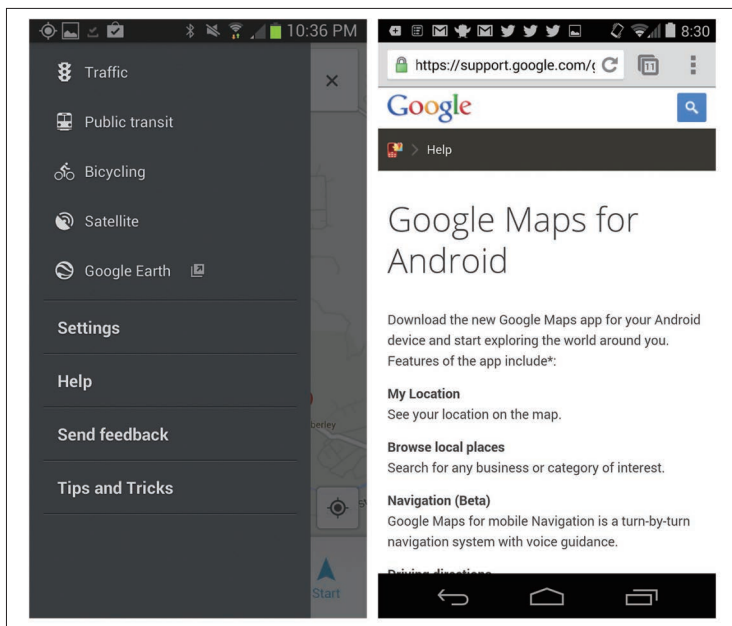 10:36 PM
Traffic
Public transit
Bicycling
Satellite
Google Earth
Settings
Help
Send feedback
Tips and Tricks
berley
Start
8:30
https://support.google.com/g
11
Google
Help
Google Maps for
Android
Download the new Google Maps app for your Android
device and start exploring the world around you.
Features of the app include*:
My Location
See your location on the map.
Browse local places
Search for any business or category of interest.
Navigation (Beta)
Google Maps for mobile Navigation is a turn-by-turn
navigation system with voice guidance.
Driving directions